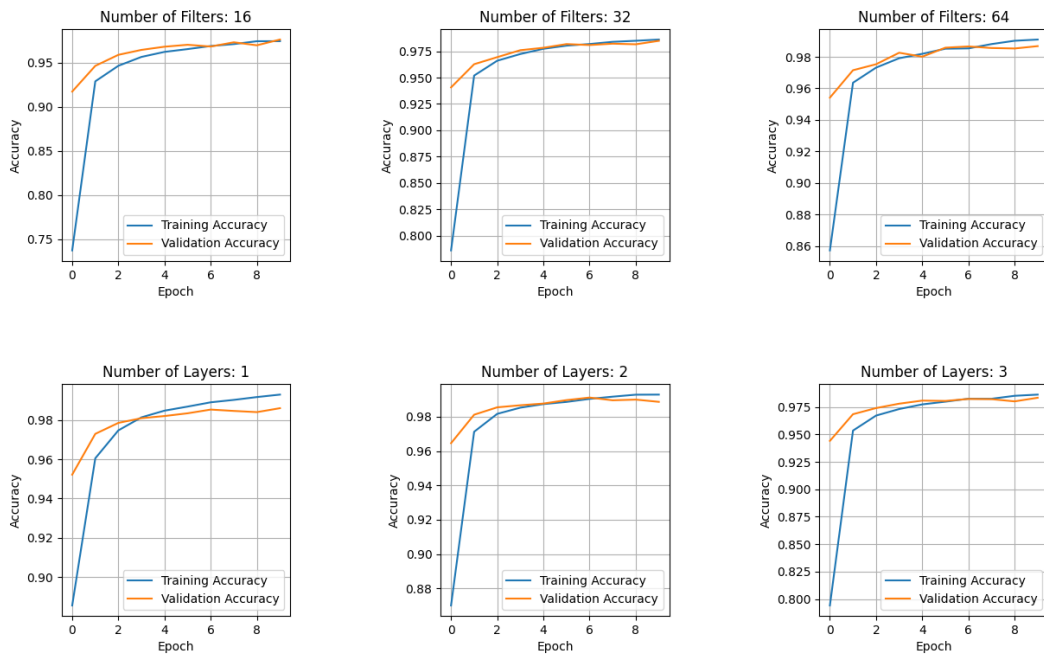 Number of Filters: 16
0.95
0.90
0.85
0.80
0.75
Accuracy
Training Accuracy
Validation Accuracy
0 2 4 6 8
Epoch
Number of Filters: 32
0.975
0.950
0.925
0.900
0.875
0.850
0.825
0.800
Accuracy
Training Accuracy
Validation Accuracy
0 2 4 6 8
Epoch
Number of Filters: 64
0.98
0.96
0.94
0.92
0.90
0.88
0.86
Accuracy
Training Accuracy
Validation Accuracy
0 2 4 6 8
Epoch
Number of Layers: 1
0.98
0.96
0.94
0.92
0.90
Accuracy
Training Accuracy
Validation Accuracy
0 2 4 6 8
Epoch
Number of Layers: 2
0.98
0.96
0.94
0.92
0.90
0.88
Accuracy
Training Accuracy
Validation Accuracy
0 2 4 6 8
Epoch
Number of Layers: 3
0.975
0.950
0.925
0.900
0.875
0.850
0.825
0.800
Accuracy
Training Accuracy
Validation Accuracy
0 2 4 6 8
Epoch